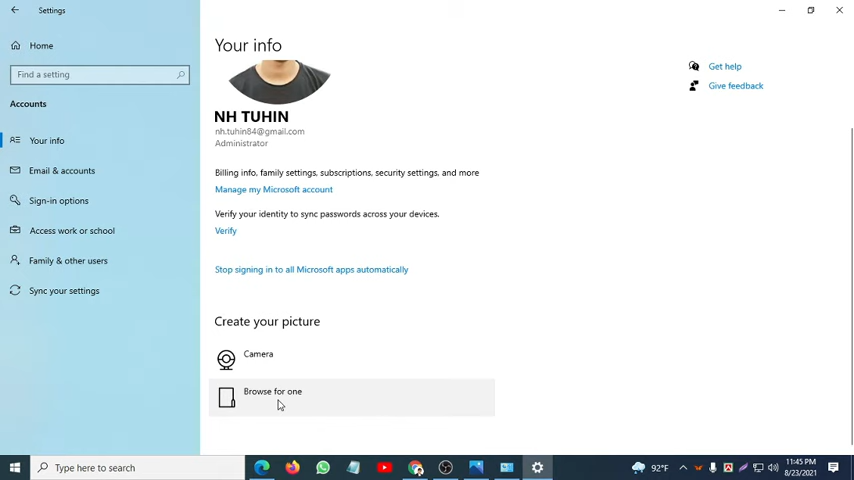 Settings
Home
Find a setting
Accounts
Your info
Email & accounts
Sign-in options
Access work or school
Family & other users
Sync your settings
Your info
NH TUHIN
nh.tuhin84@gmail.com
Administrator
Billing info, family settings, subscriptions, security settings, and more
Manage my Microsoft account
Verify your identity to sync passwords across your devices.
Verify
Stop signing in to all Microsoft apps automatically
Create your picture
Camera
Browse for one
Get help
Give feedback
Type here to search
92°F
11:45 PM
8/23/2021